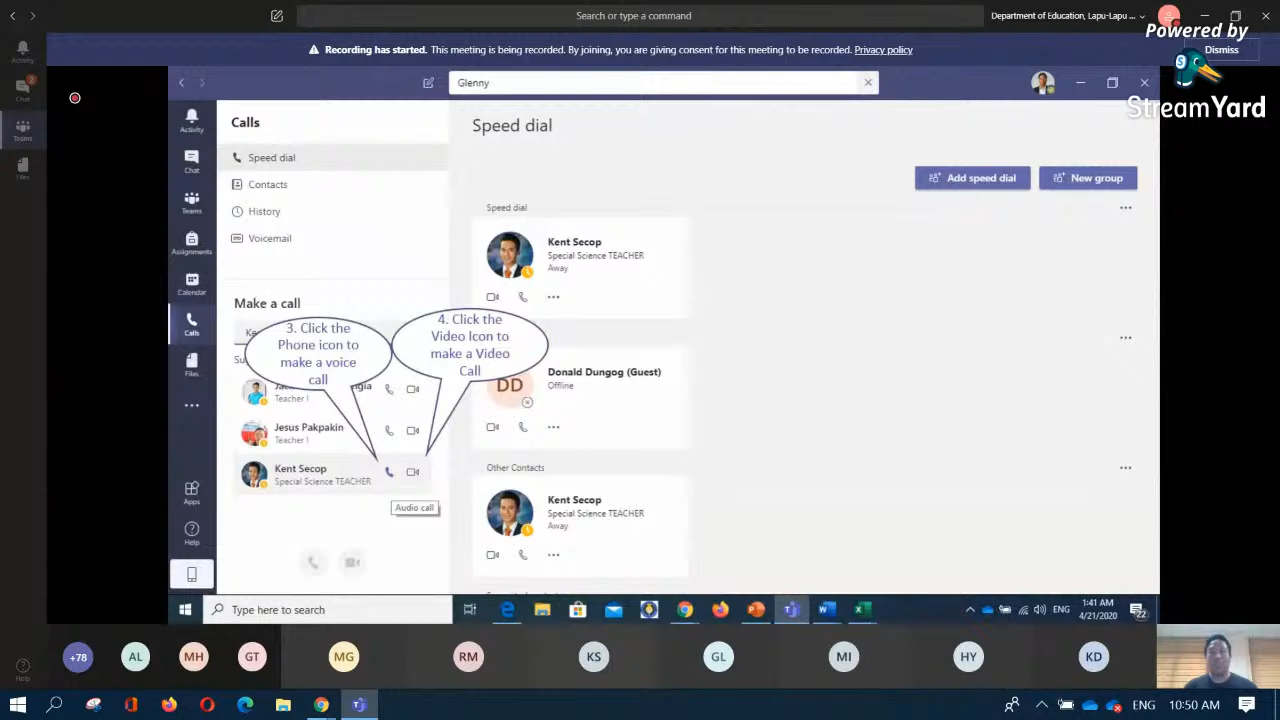 Search or type a command
Department of Education, Lapu-Lapu ...
Powered by
StreamYard
Recording has started. This meeting is being recorded. By joining, you are giving consent for this meeting to be recorded. Privacy policy
Dismiss
Activity
Chat
2
Teams
Files
Help
Glenny
Activity
Chat
Teams
Assignments
Calendar
Calls
Files
Apps
Help
Calls
Speed dial
Contacts
History
Voicemail
Make a call
3. Click the
Phone icon to
make a voice
call
4. Click the
Video Icon to
make a Video
Call
Teacher I
Jesus Pakpakin
Teacher I
Kent Secop
Special Science TEACHER
Audio call
Speed dial
Add speed dial
New group
Speed dial
Kent Secop
Special Science TEACHER
Away
DD
Donald Dungog (Guest)
Offline
Other Contacts
Kent Secop
Special Science TEACHER
Away
Type here to search
ENG
1:41 AM
4/21/2020
22
+78
AL
MH
GT
MG
RM
KS
GL
MI
HY
KD
ENG
10:50 AM